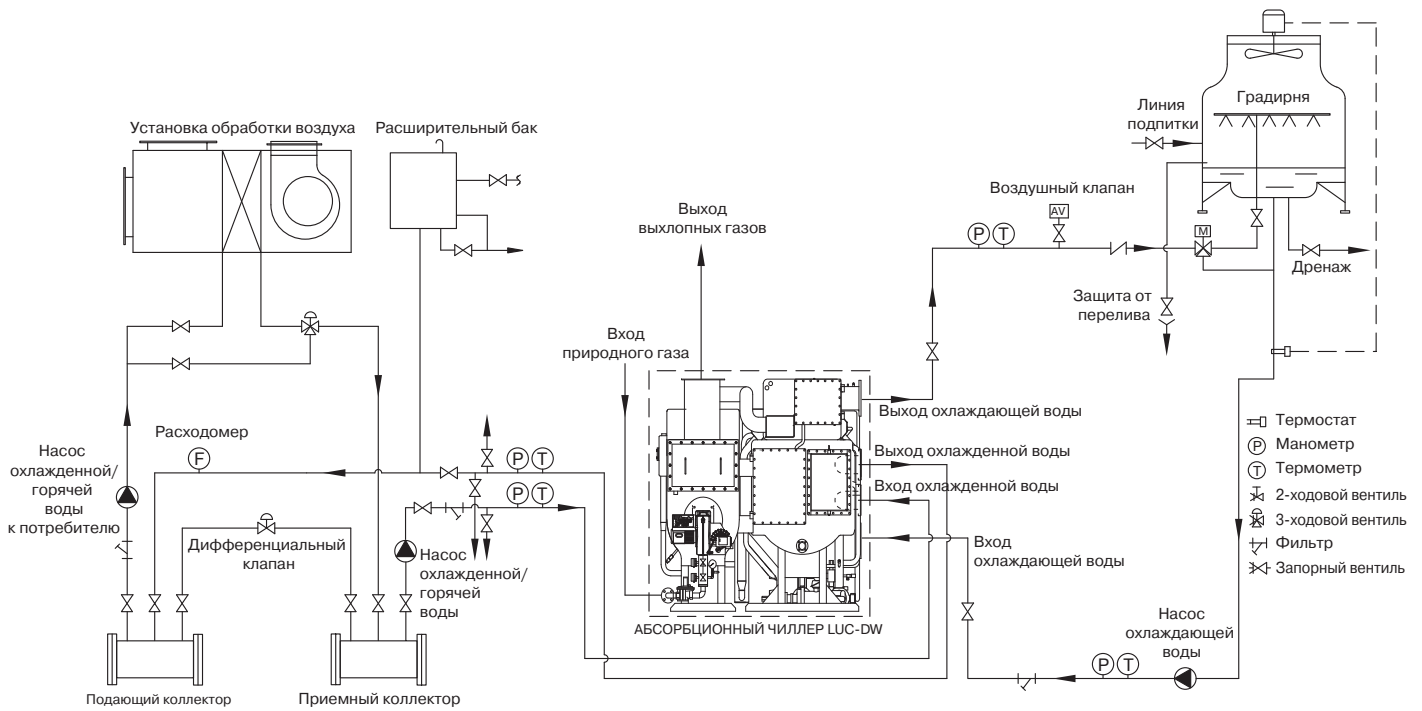 Установка обработки воздуха
Расширительный бак
Выход
выхлопных газов
Вход
природного газа
Воздушный клапан
AV
Линия
подпитки
Градирня
M
Дренаж
Защита от
перелива
P
T
Выход охлаждающей воды
Выход охлажденной воды
Вход охлажденной воды
Вход
охлаждающей воды
Расходомер
F
P
T
P
T
Насос
охлажденной/
горячей
воды
к потребителю
Дифференциальный
клапан
Насос
охлажденной/
горячей
воды
АБСОРБЦИОННЫЙ ЧИЛЛЕР LUC-DW
Насос
охлаждающей
воды
P
T
Подающий коллектор
Приемный коллектор
Термостат
P Манометр
T Термометр
2-ходовой вентиль
3-ходовой вентиль
Фильтр
Запорный вентиль